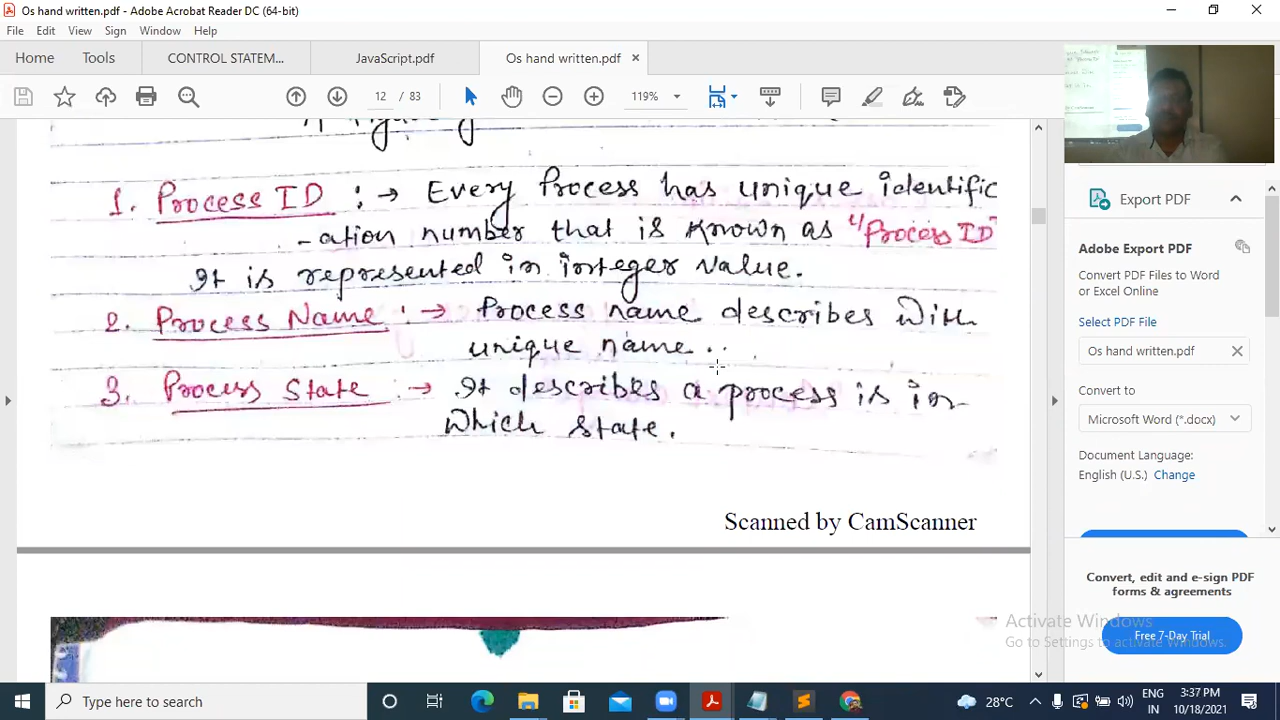 Os hand written.pdf - Adobe Acrobat Reader DC (64-bit)
File Edit View Sign Window Help
Home Tools CONTROL STATEM... JavaScript.pdf Os hand written.pdf ×
12 / 83 119%
1. Process ID :→ Every Process has unique identific
-ation number that is known as "Process ID"
It is represented in integer value.
2. Process Name :→ Process name describes with
unique name..
3. Process State :→ It describes a process is in
which state.
Scanned by CamScanner
Export PDF
Adobe Export PDF
Convert PDF Files to Word
or Excel Online
Select PDF File
Os hand written.pdf
Convert to
Microsoft Word (*.docx)
Document Language:
English (U.S.) Change
Convert, edit and e-sign PDF
forms & agreements
Free 7-Day Trial
Activate Windows
Go to Settings to activate Windows.
Type here to search
28°C
ENG
IN
3:37 PM
10/18/2021